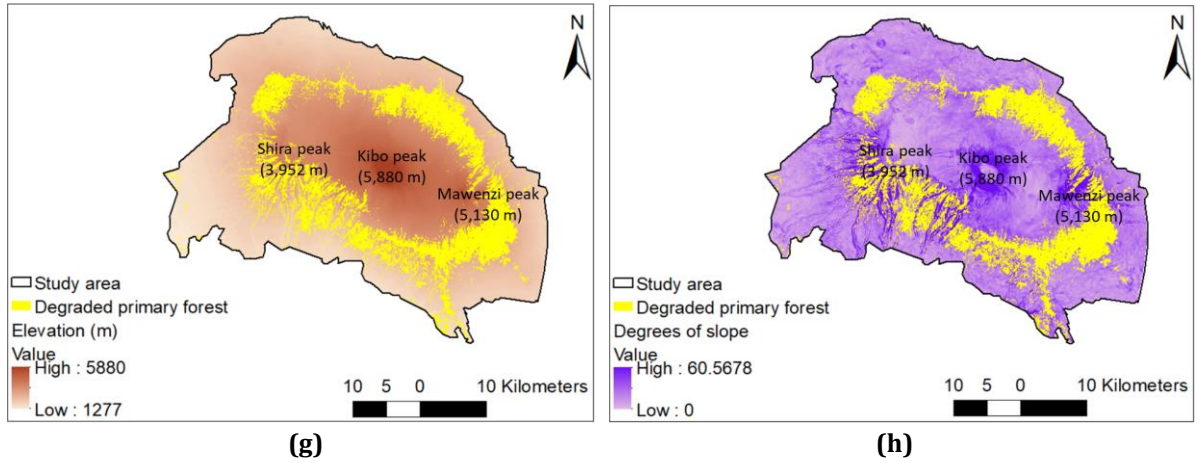 N
Shira peak
(3,952 m)
Kibo peak
(5,880 m)
Mawenzi peak
(5,130 m)
Study area
Degraded primary forest
Elevation (m)
Value
High : 5880
Low : 1277
10 5 0 10 Kilometers
(g)
N
Shira peak
(3,952 m)
Kibo peak
(5,880 m)
Mawenzi peak
(5,130 m)
Study area
Degraded primary forest
Degrees of slope
Value
High : 60.5678
Low : 0
10 5 0 10 Kilometers
(h)